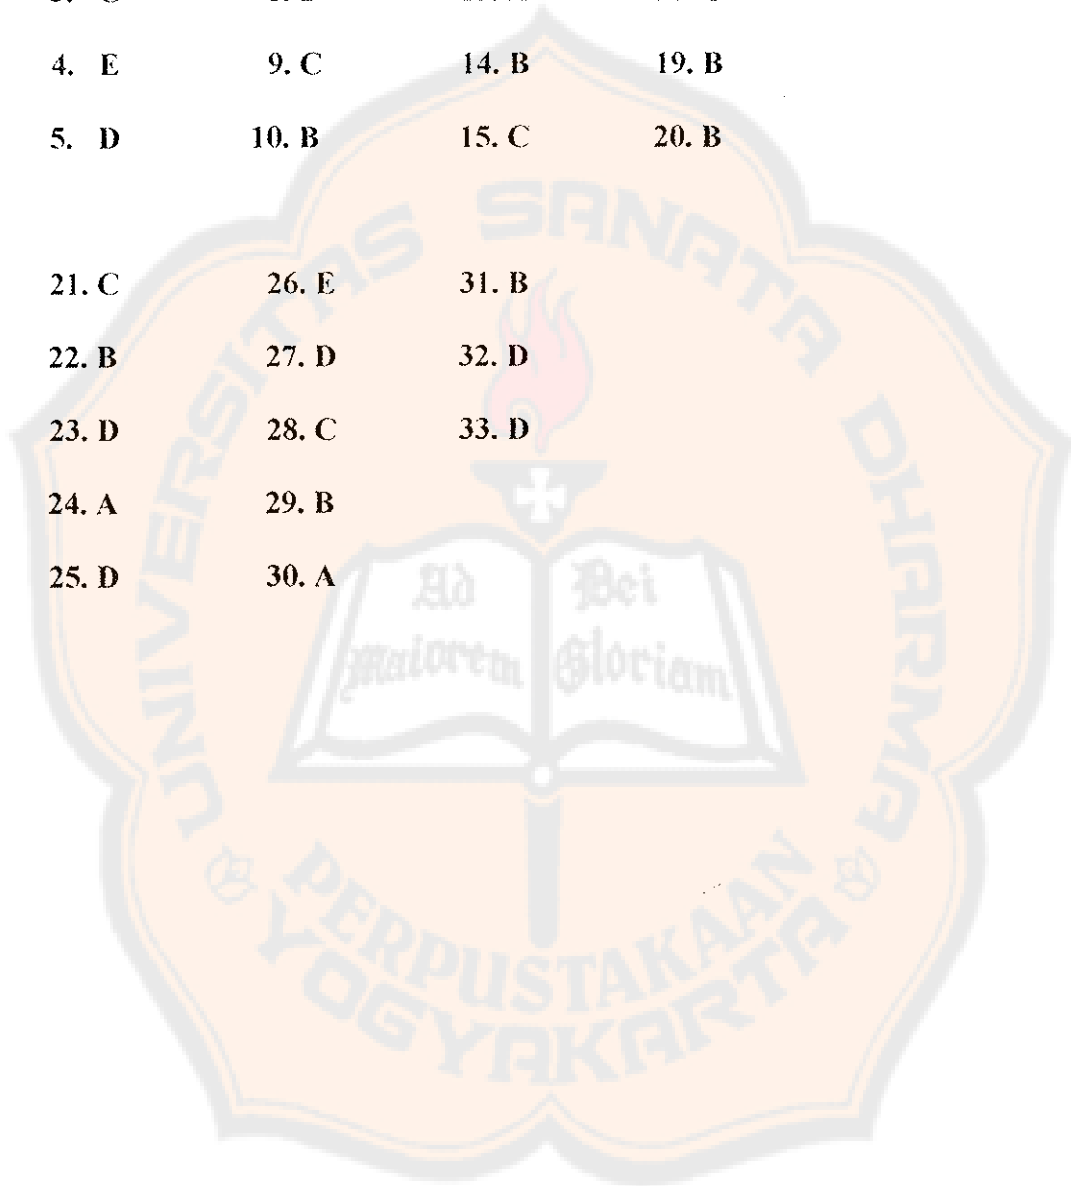 4. E 9. C 14. B 19. B
5. D 10. B 15. C 20. B
21. C 26. E 31. B
22. B 27. D 32. D
23. D 28. C 33. D
24. A 29. B
25. D 30. A
UNIVERSITAS SANATA DHARMA
Ad Dei
Maiorem Gloriam
PERPUSTAKAAN
YOGYAKARTA